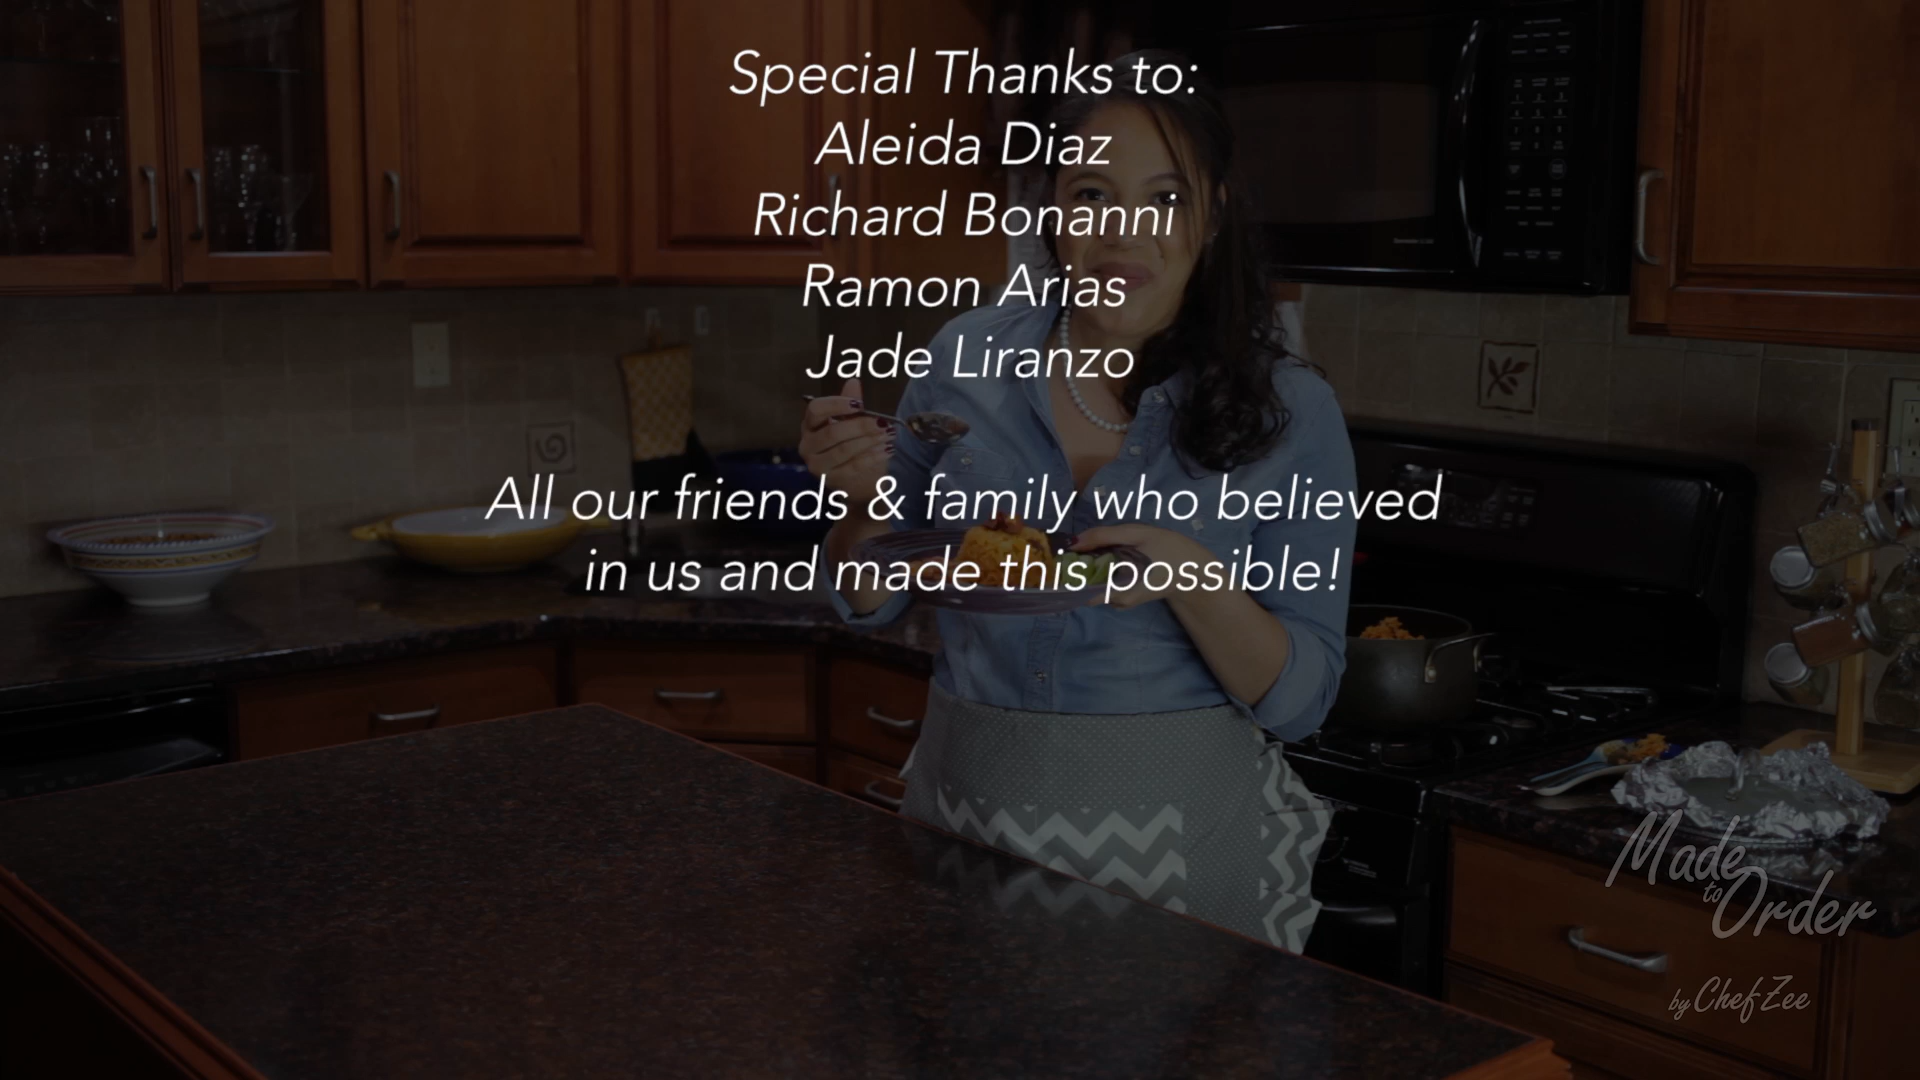 Special Thanks to:
Aleida Diaz
Richard Bonanni
Ramon Arias
Jade Liranzo
All our friends & family who believed
in us and made this possible!
Made
to
Order
by Chef Zee